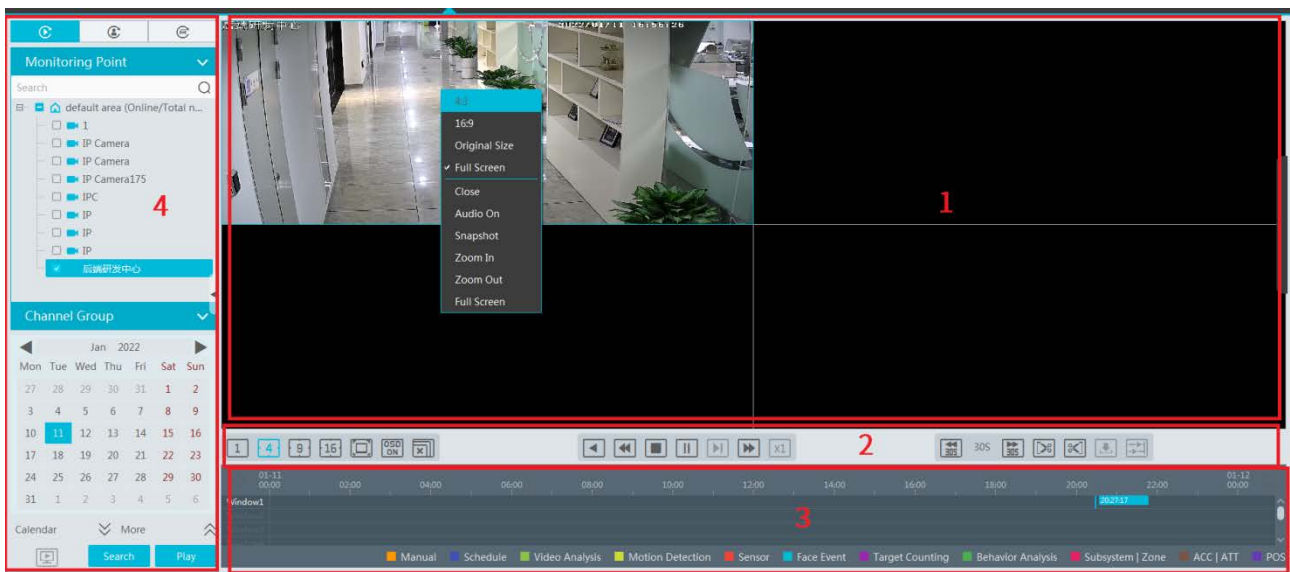 Monitoring Point
Search
default area (Online/Total n...
1
IP Camera
IP Camera
IP Camera175
IPC
IP
IP
IP
后端研发中心
4
Channel Group
Jan 2022
Mon Tue Wed Thu Fri Sat Sun
27 28 29 30 31 1 2
3 4 5 6 7 8 9
10 11 12 13 14 15 16
17 18 19 20 21 22 23
24 25 26 27 28 29 30
31 1 2 3 4 5 6
Calendar More
Search Play
4:3
16:9
Original Size
Full Screen
Close
Audio On
Snapshot
Zoom In
Zoom Out
Full Screen
1
1 4 9 16 OSD ON x1 2 30S 30S 30S
01-11 01-12
00:00 02:00 04:00 06:00 08:00 10:00 12:00 14:00 16:00 18:00 20:00 22:00 00:00
Window1 20:27:17
3
Manual Schedule Video Analysis Motion Detection Sensor Face Event Target Counting Behavior Analysis Subsystem | Zone ACC | ATT POS